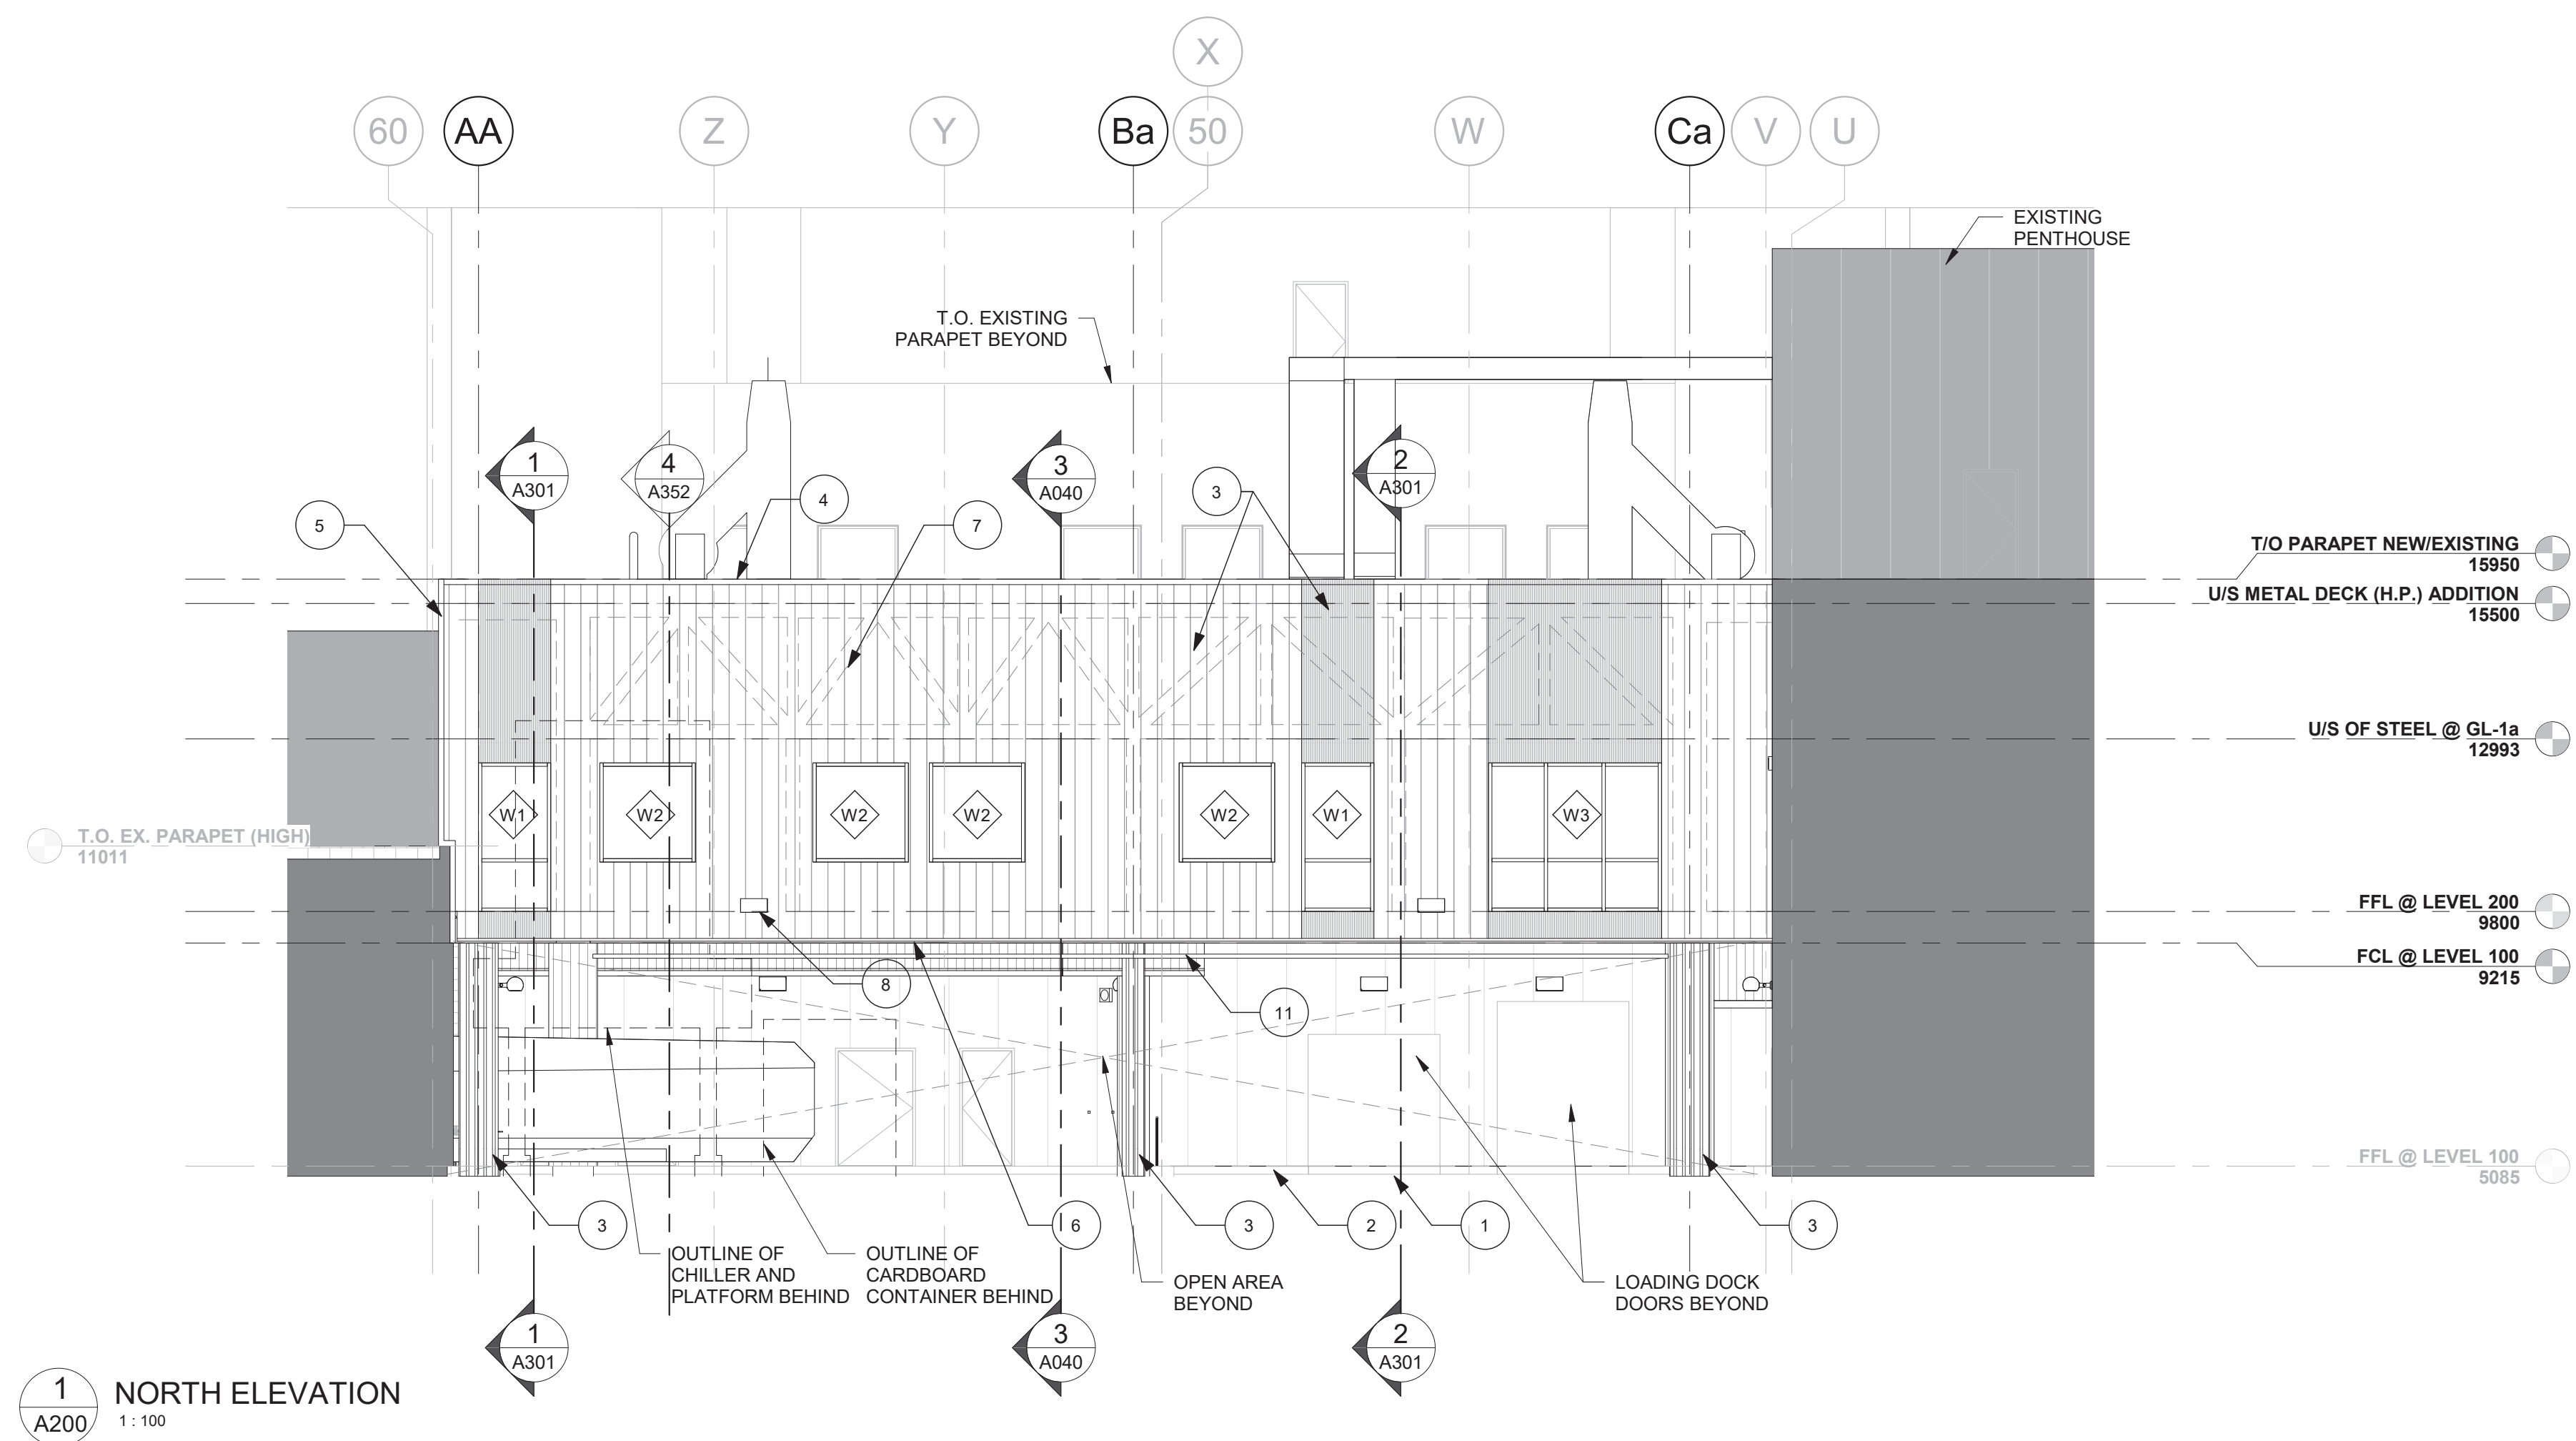 X
60
AA
Z
Y
Ba
50
W
Ca
V
U
EXISTING
PENTHOUSE
T.O. EXISTING
PARAPET BEYOND
1
A301
4
A352
3
A040
2
A301
5
4
7
3
T/O PARAPET NEW/EXISTING
15950
U/S METAL DECK (H.P.) ADDITION
15500
U/S OF STEEL @ GL-1a
12993
T.O. EX. PARAPET (HIGH)
11011
W1
W2
W2
W2
W2
W1
W3
FFL @ LEVEL 200
9800
FCL @ LEVEL 100
9215
8
11
FFL @ LEVEL 100
5085
3
6
3
2
1
3
OUTLINE OF
CHILLER AND
PLATFORM BEHIND
OUTLINE OF
CARDBOARD
CONTAINER BEHIND
OPEN AREA
BEYOND
LOADING DOCK
DOORS BEYOND
1
A301
3
A040
2
A301
1
A200
NORTH ELEVATION
1 : 100